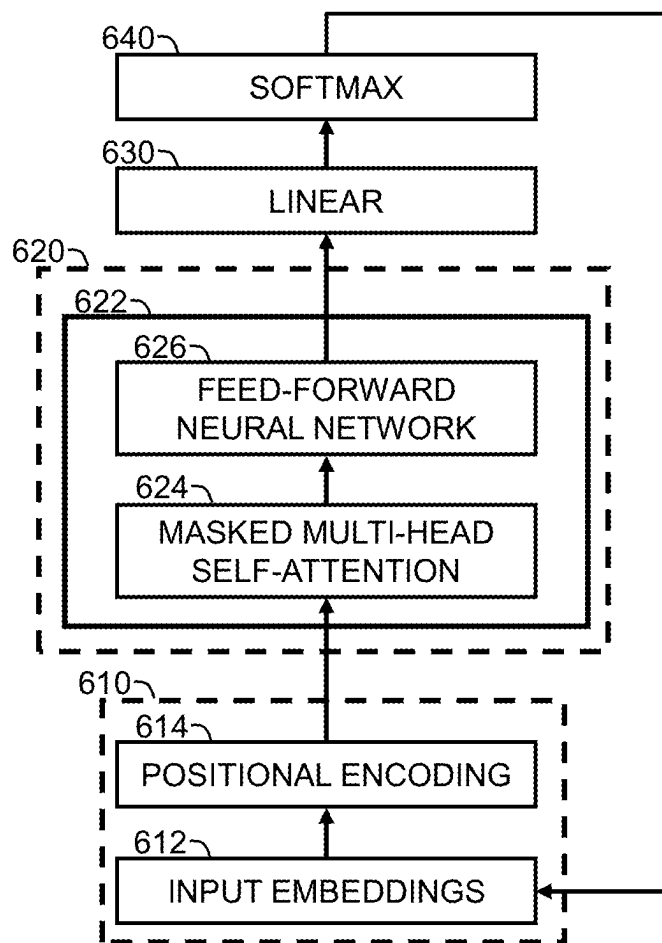 640
SOFTMAX
630
LINEAR
620
622
626
FEED-FORWARD
NEURAL NETWORK
624
MASKED MULTI-HEAD
SELF-ATTENTION
610
614
POSITIONAL ENCODING
612
INPUT EMBEDDINGS